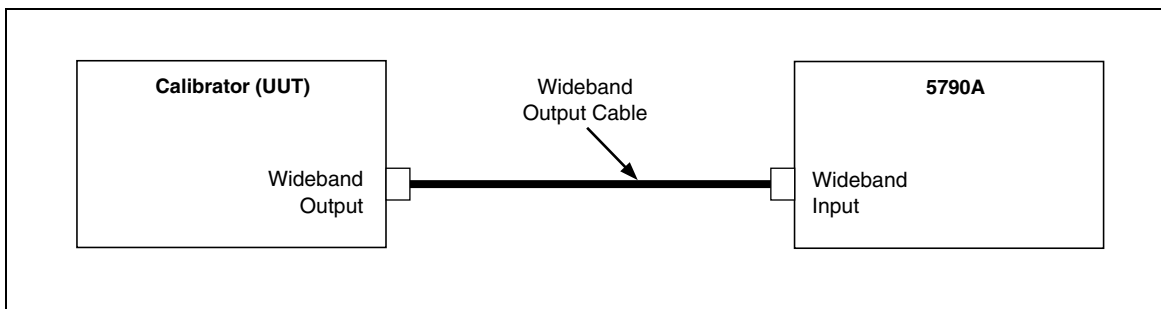 Calibrator (UUT)
Wideband
Output
Wideband
Output Cable
5790A
Wideband
Input